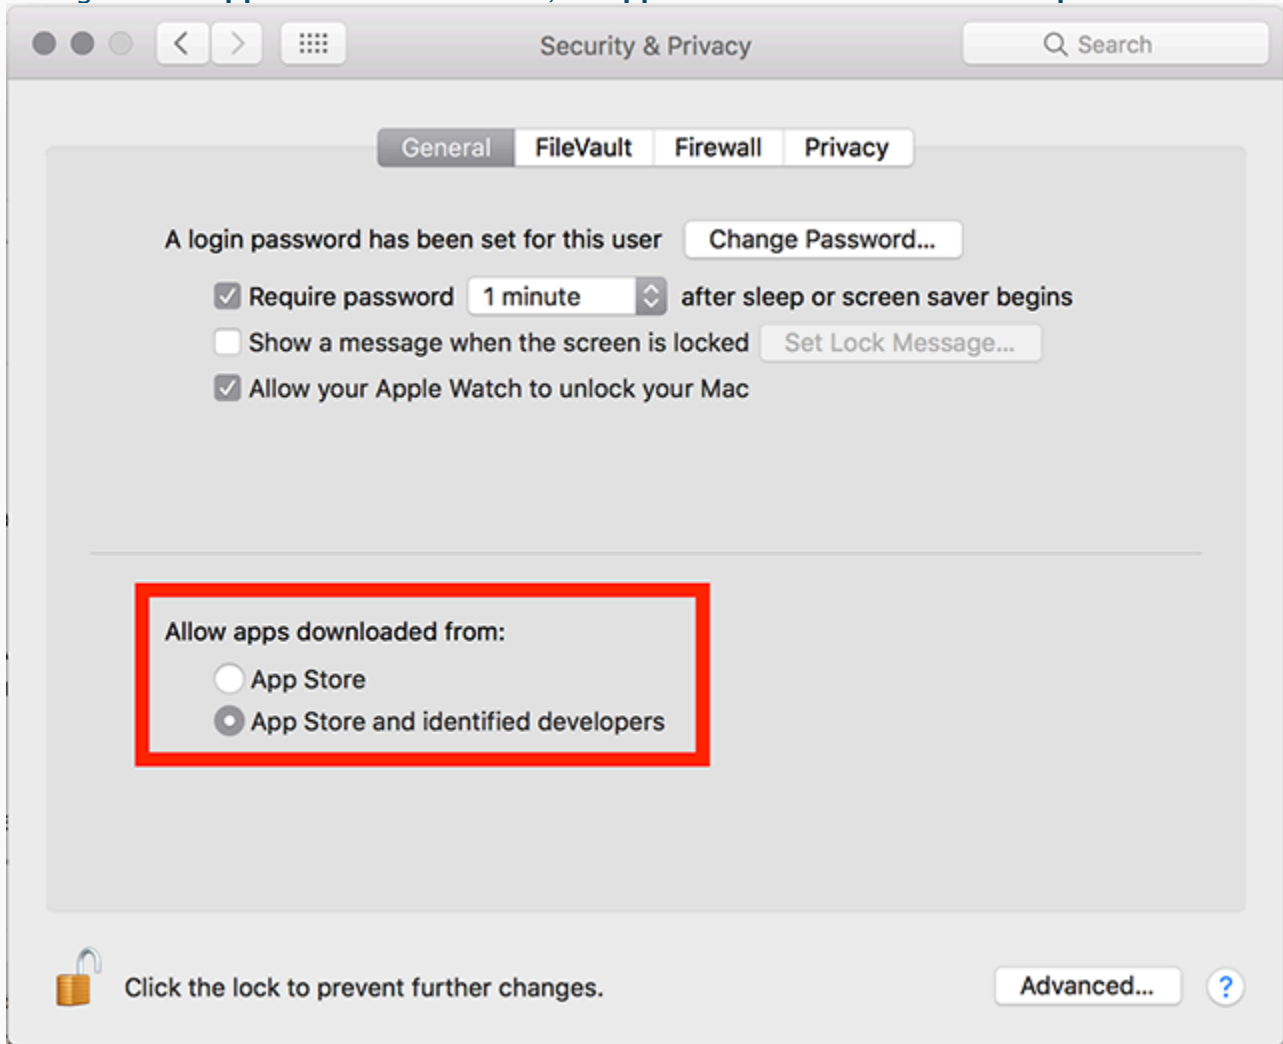 Security & Privacy
Search
General FileVault Firewall Privacy
A login password has been set for this user Change Password...
Require password 1 minute after sleep or screen saver begins
Show a message when the screen is locked Set Lock Message...
Allow your Apple Watch to unlock your Mac
Allow apps downloaded from:
App Store
App Store and identified developers
Click the lock to prevent further changes.
Advanced... ?